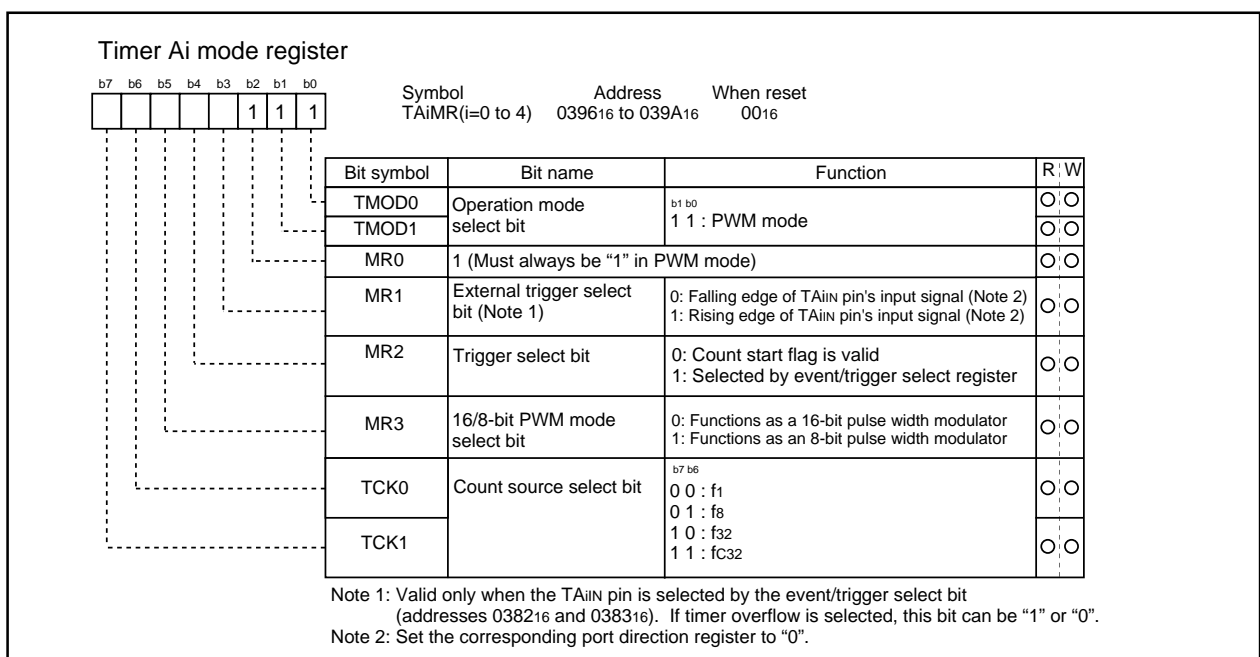 Timer Ai mode register
b7 b6 b5 b4 b3 b2 b1 b0
1 1 1
Symbol Address When reset
TAiMR(i=0 to 4) 039616 to 039A16 0016
Bit symbol Bit name Function R W
TMOD0 Operation mode select bit b1 b0
TMOD1 1 1 : PWM mode
MR0 1 (Must always be “1” in PWM mode)
MR1 External trigger select 0: Falling edge of TAiIN pin's input signal (Note 2)
bit (Note 1) 1: Rising edge of TAiIN pin's input signal (Note 2)
MR2 Trigger select bit 0: Count start flag is valid
1: Selected by event/trigger select register
MR3 16/8-bit PWM mode 0: Functions as a 16-bit pulse width modulator
select bit 1: Functions as an 8-bit pulse width modulator
b7 b6
TCK0 Count source select bit 0 0 : f1
0 1 : f8
TCK1 1 0 : f32
1 1 : fC32
Note 1: Valid only when the TAiIN pin is selected by the event/trigger select bit
(addresses 038216 and 038316). If timer overflow is selected, this bit can be “1” or “0”.
Note 2: Set the corresponding port direction register to “0”.